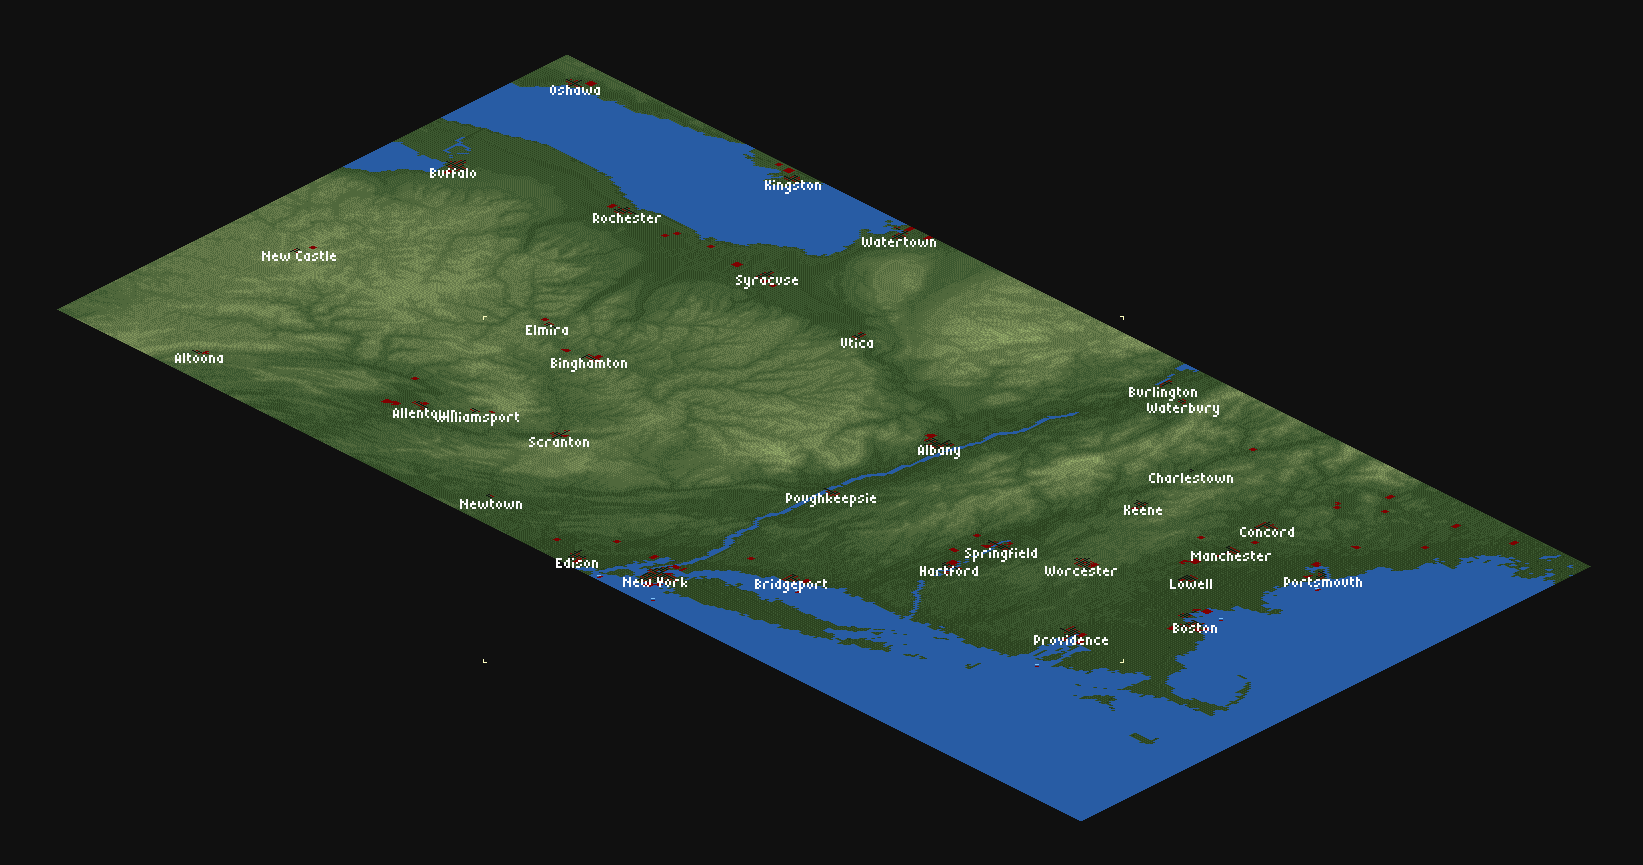 Oshawa
Buffalo
Kingston
Rochester
Watertown
New Castle
Syracuse
Elmira
Utica
Altoona
Binghamton
Burlington
Waterbury
Allentown
Williamsport
Scranton
Albany
Charlestown
Poughkeepsie
Newtown
Keene
Concord
Springfield
Manchester
Edison
Hartford
Worcester
New York
Bridgeport
Lowell
Portsmouth
Boston
Providence